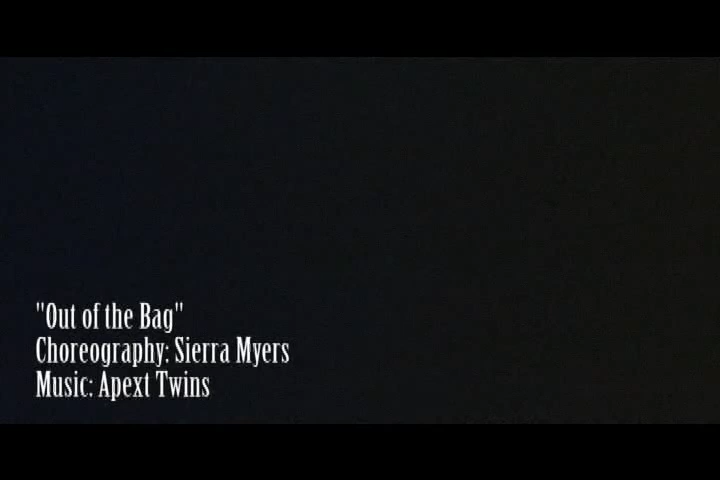 "Out of the Bag"
Choreography: Sierra Myers
Music: Apext Twins